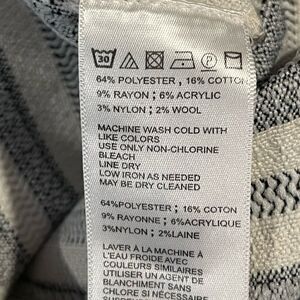 30
64% POLYESTER , 16% COTTON
9% RAYON ; 6% ACRYLIC
3% NYLON ; 2% WOOL
MACHINE WASH COLD WITH
LIKE COLORS
USE ONLY NON-CHLORINE
BLEACH
LINE DRY
LOW IRON AS NEEDED
MAY BE DRY CLEANED
64%POLYESTER ; 16% COTON
9% RAYONNE ; 6%ACRYLIQUE
3%NYLON ; 2%LAINE
LAVER À LA MACHINE À
L'EAU FROIDE AVEC
COULEURS SIMILAIRES
UTILISER UN AGENT DE
BLANCHIMENT SANS
CHLORE SI NÉCESSAIRE